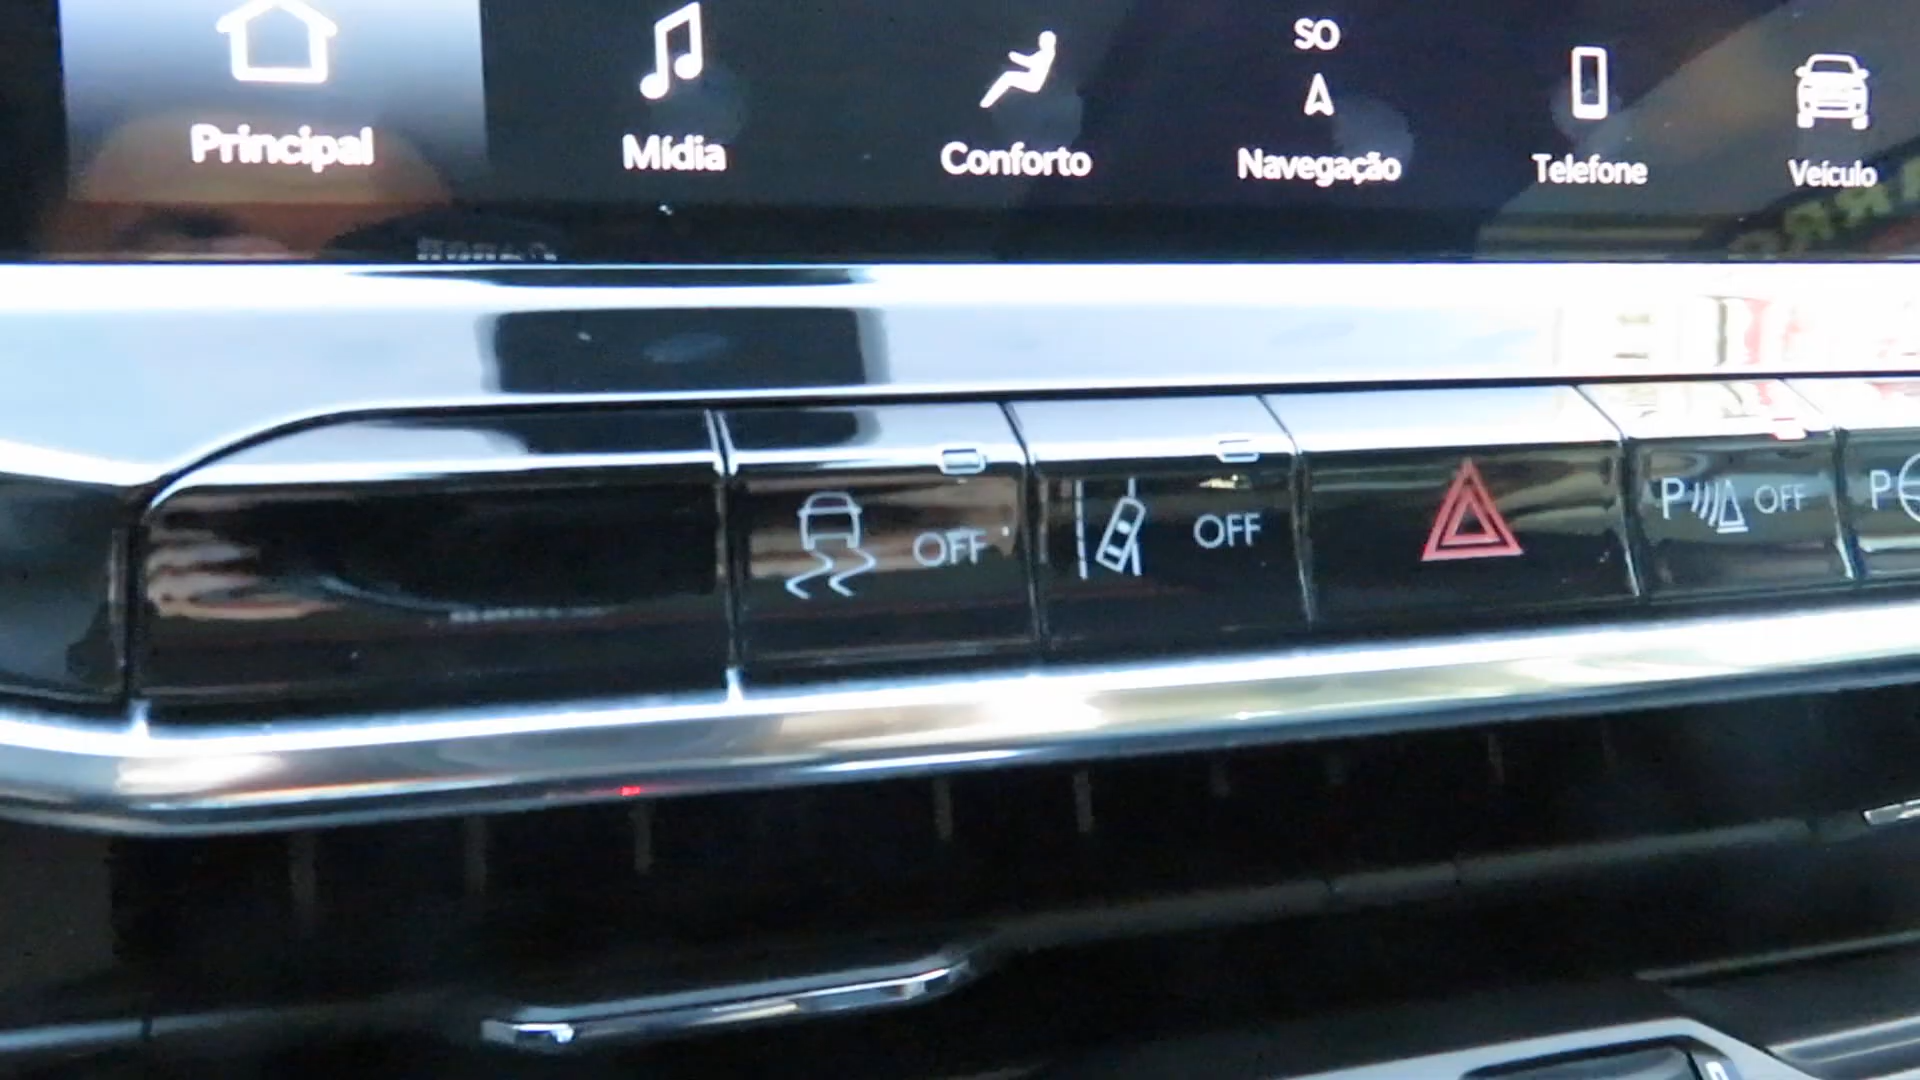 SO
Principal
Mídia
Conforto
Navegação
Telefone
Veículo
OFF
OFF
P OFF
P